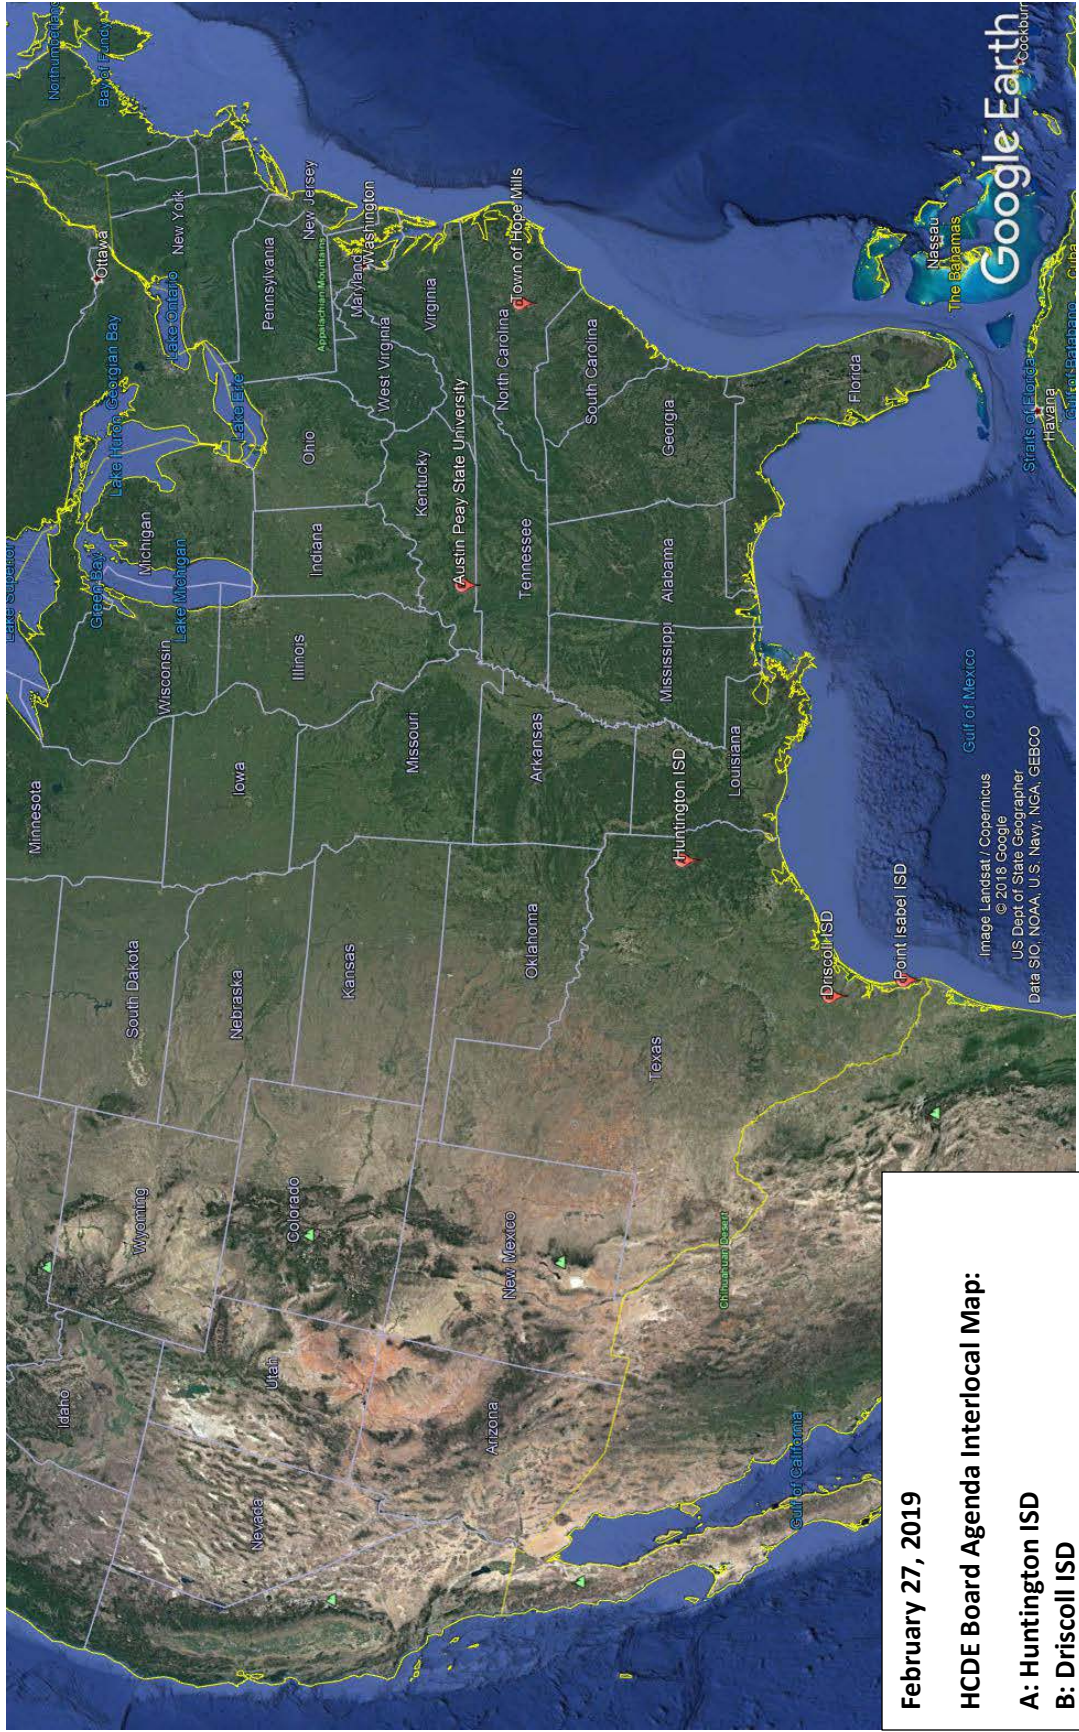 Idaho
Wyoming
South Dakota
Minnesota
Lake Superior
Green Bay
Michigan
Lake Michigan
Wisconsin
Lake Huron
Georgian Bay
Ottawa
Lake Ontario
Lake Erie
New York
Northumberland
Bay of Fundy
Nevada
Utah
Colorado
Nebraska
Iowa
Illinois
Indiana
Ohio
Pennsylvania
Appalachian Mountains
New Jersey
Maryland
Washington
Kansas
Missouri
Kentucky
West Virginia
Virginia
Austin Peay State University
Arizona
New Mexico
Oklahoma
Arkansas
Tennessee
North Carolina
Town of Hope Mills
South Carolina
Texas
Huntington ISD
Mississippi
Alabama
Georgia
Chihuahuan Desert
Louisiana
Gulf of California
Driscoll ISD
Point Isabel ISD
Florida
Gulf of Mexico
Nassau
The Bahamas
Straits of Florida
Havana
Gulf of Batabano
Cuba
Cockburn
Image Landsat / Copernicus
© 2018 Google
US Dept of State Geographer
Data SIO, NOAA, U.S. Navy, NGA, GEBCO
Google Earth
February 27, 2019
HCDE Board Agenda Interlocal Map:
A: Huntington ISD
B: Driscoll ISD